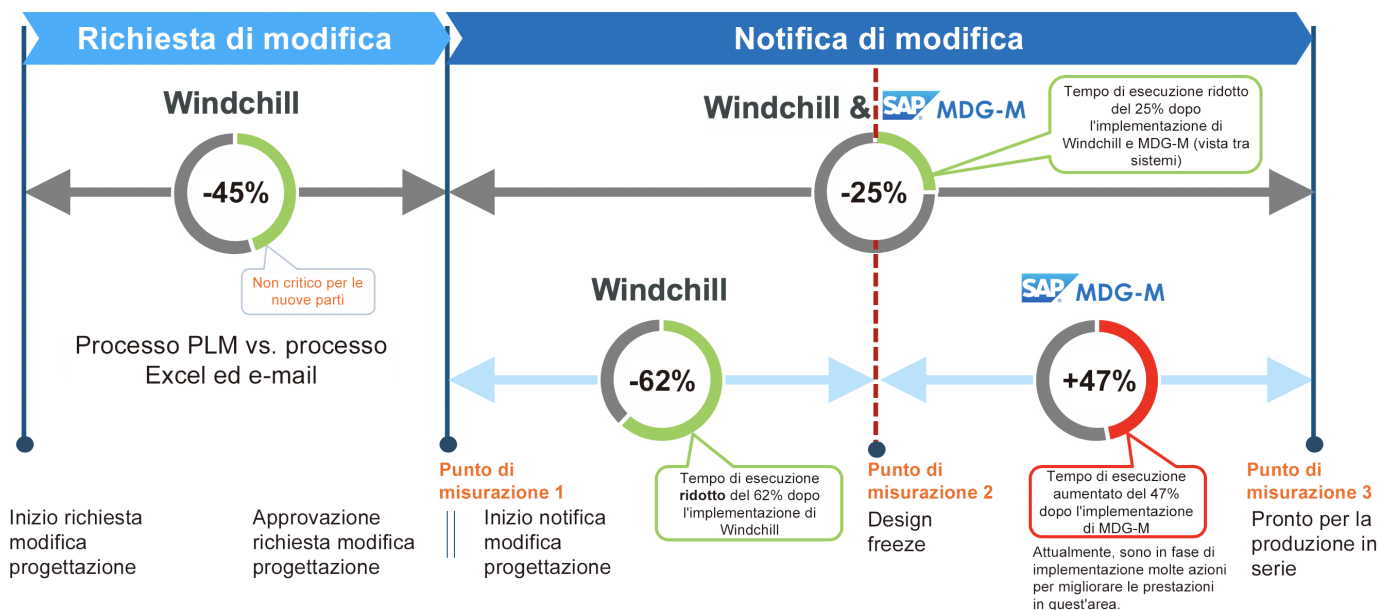 Richiesta di modifica
Notifica di modifica
Windchill
-45%
Non critico per le
nuove parti
Processo PLM vs. processo
Excel ed e-mail
Windchill & SAP MDG-M
-25%
Tempo di esecuzione ridotto
del 25% dopo
l'implementazione di
Windchill e MDG-M (vista tra
sistemi)
Windchill
-62%
Tempo di esecuzione
ridotto del 62% dopo
l'implementazione di
Windchill
SAP MDG-M
+47%
Tempo di esecuzione
aumentato del 47%
dopo l'implementazione
di MDG-M
Attualmente, sono in fase di
implementazione molte azioni
per migliorare le prestazioni
in quest'area.
Inizio richiesta
modifica
progettazione
Approvazione
richiesta modifica
progettazione
Punto di
misurazione 1
Inizio notifica
modifica
progettazione
Punto di
misurazione 2
Design
freeze
Punto di
misurazione 3
Pronto per la
produzione in
serie